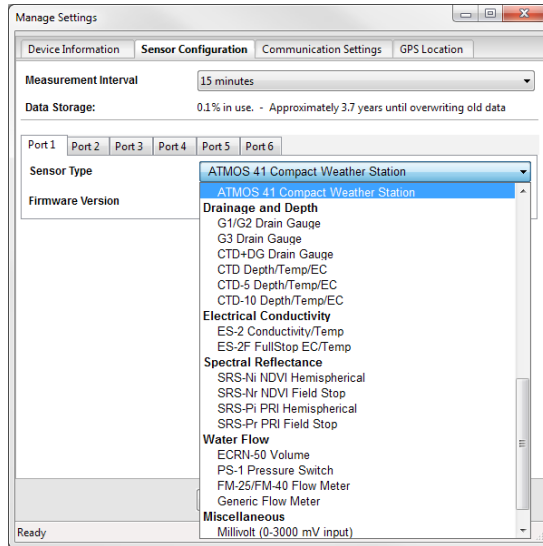 Manage Settings
Device Information Sensor Configuration Communication Settings GPS Location
Measurement Interval 15 minutes
Data Storage: 0.1% in use. - Approximately 3.7 years until overwriting old data
Port 1 Port 2 Port 3 Port 4 Port 5 Port 6
Sensor Type ATMOS 41 Compact Weather Station
ATMOS 41 Compact Weather Station
Firmware Version
Drainage and Depth
G1/G2 Drain Gauge
G3 Drain Gauge
CTD+DG Drain Gauge
CTD Depth/Temp/EC
CTD-5 Depth/Temp/EC
CTD-10 Depth/Temp/EC
Electrical Conductivity
ES-2 Conductivity/Temp
ES-2F FullStop EC/Temp
Spectral Reflectance
SRS-Ni NDVI Hemispherical
SRS-Nr NDVI Field Stop
SRS-Pi PRI Hemispherical
SRS-Pr PRI Field Stop
Water Flow
ECRN-50 Volume
PS-1 Pressure Switch
FM-25/FM-40 Flow Meter
Generic Flow Meter
Miscellaneous
Millivolt (0-3000 mV input)
Ready